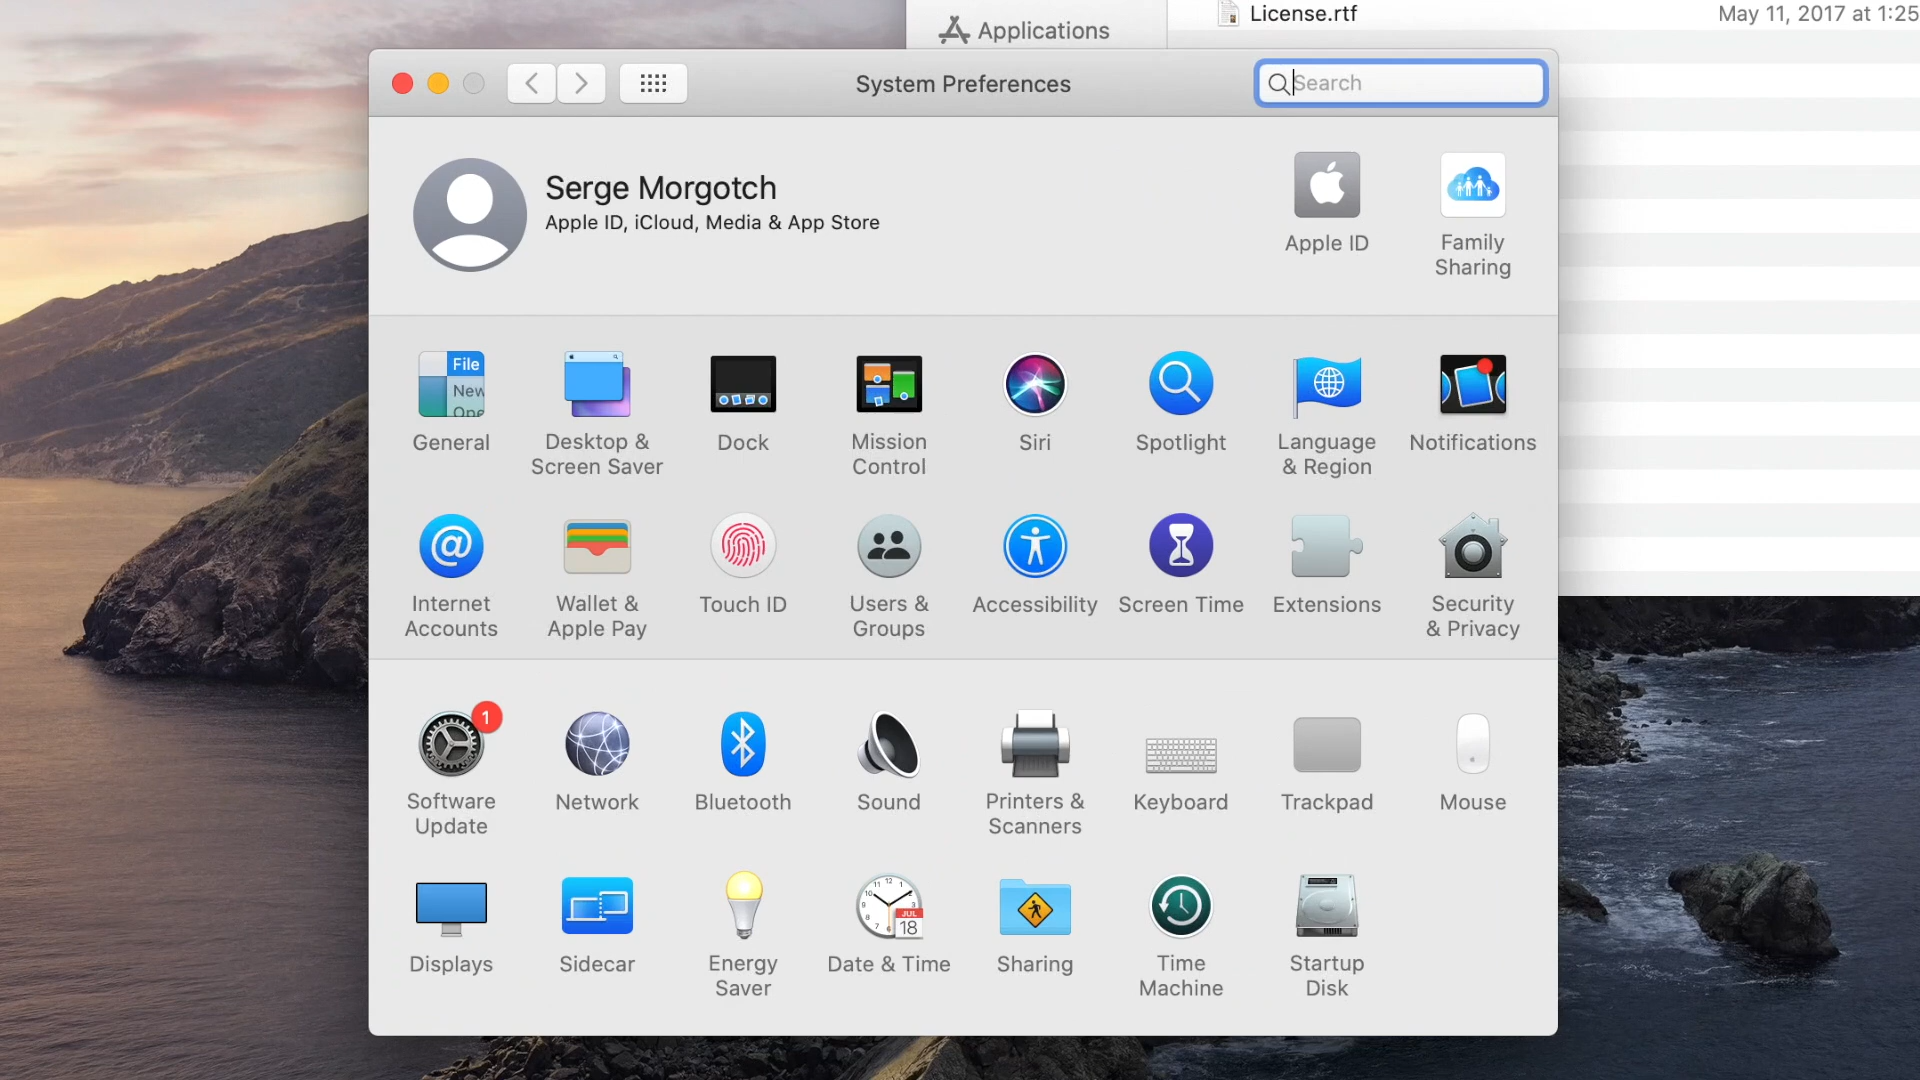 License.rtf
May 11, 2017 at 1:25
Applications
System Preferences
Search
Serge Morgotch
Apple ID, iCloud, Media & App Store
Apple ID
Family
Sharing
File
New
Ope
General
Desktop &
Screen Saver
Dock
Mission
Control
Siri
Spotlight
Language
& Region
Notifications
@
Internet
Accounts
Wallet &
Apple Pay
Touch ID
Users &
Groups
Accessibility
Screen Time
Extensions
Security
& Privacy
1
Software
Update
Network
Bluetooth
Sound
Printers &
Scanners
Keyboard
Trackpad
Mouse
Displays
Sidecar
Energy
Saver
JUL
18
Date & Time
Sharing
Time
Machine
Startup
Disk